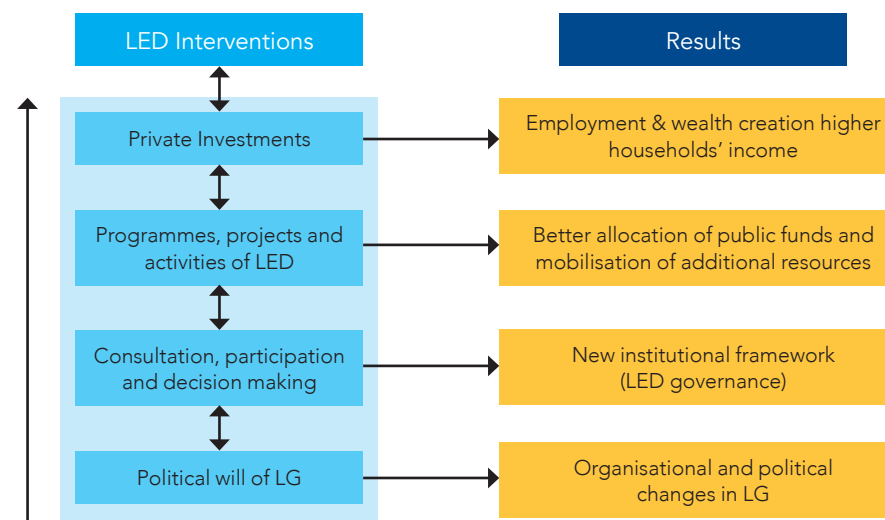 LED Interventions
Results
Private Investments
Employment & wealth creation higher
households’ income
Programmes, projects and
activities of LED
Better allocation of public funds and
mobilisation of additional resources
Consultation, participation
and decision making
New institutional framework
(LED governance)
Political will of LG
Organisational and political
changes in LG